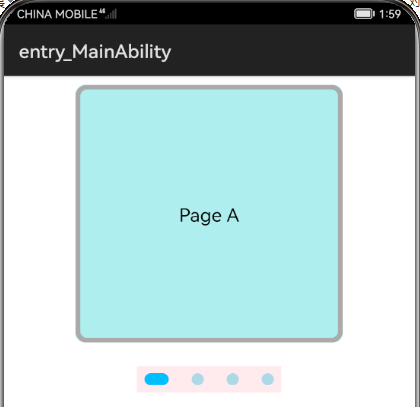 CHINA MOBILE
1:59
entry_MainAbility
Page A